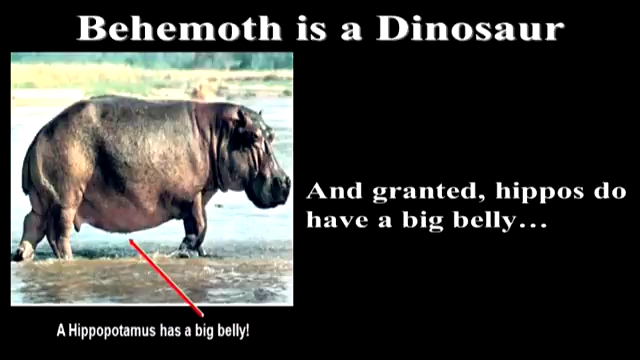 Behemoth is a Dinosaur
And granted, hippos do
have a big belly...
A Hippopotamus has a big belly!